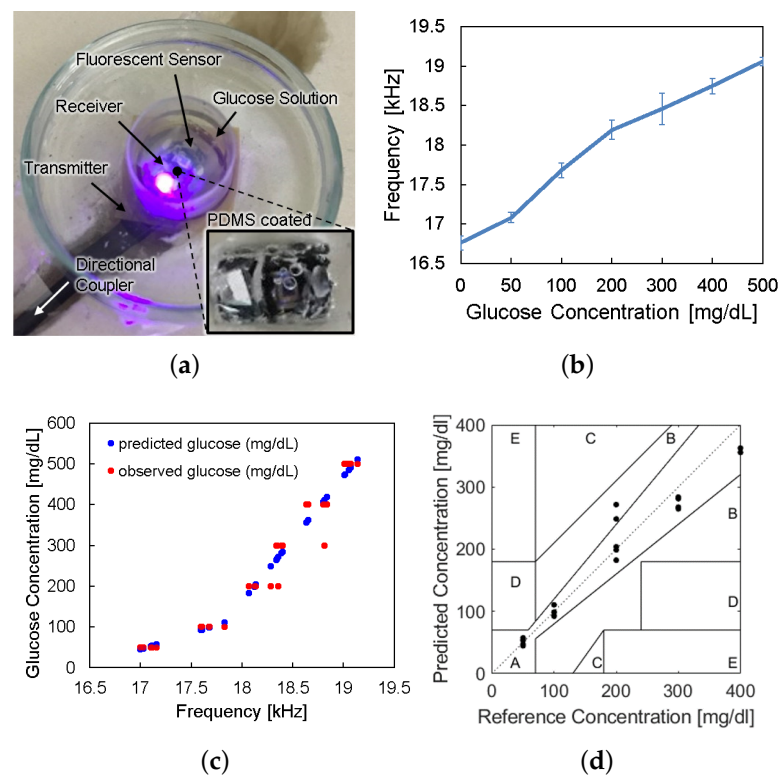 Fluorescent Sensor
Receiver
Glucose Solution
Transmitter
PDMS coated
Directional
Coupler
(a)
Frequency [kHz]
19.5
19
18.5
18
17.5
17
16.5
0 50 100 200 300 400 500
Glucose Concentration [mg/dL]
(b)
Glucose Concentration [mg/dL]
600
500
400
300
200
100
0
predicted glucose (mg/dL)
observed glucose (mg/dL)
16.5 17 17.5 18 18.5 19 19.5
Frequency [kHz]
(c)
Predicted Concentration [mg/dl]
400
300
200
100
0
E C B
B
D D
A C E
0 100 200 300 400
Reference Concentration [mg/dl]
(d)